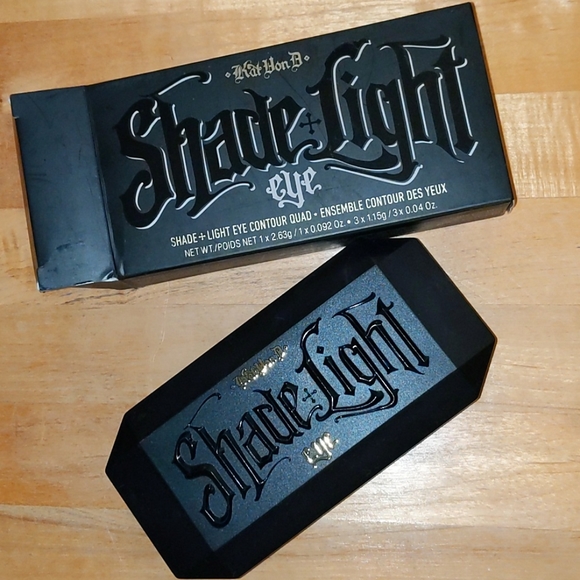 ·Kat Von D·
Shade+Light
eye
SHADE+LIGHT EYE CONTOUR QUAD • ENSEMBLE CONTOUR DES YEUX
NET WT./POIDS NET 1 x 2.63g / 1 x 0.092 Oz. • 3 x 1.15g / 3 x 0.04 Oz.
Kat Von D
Shade+Light
eye